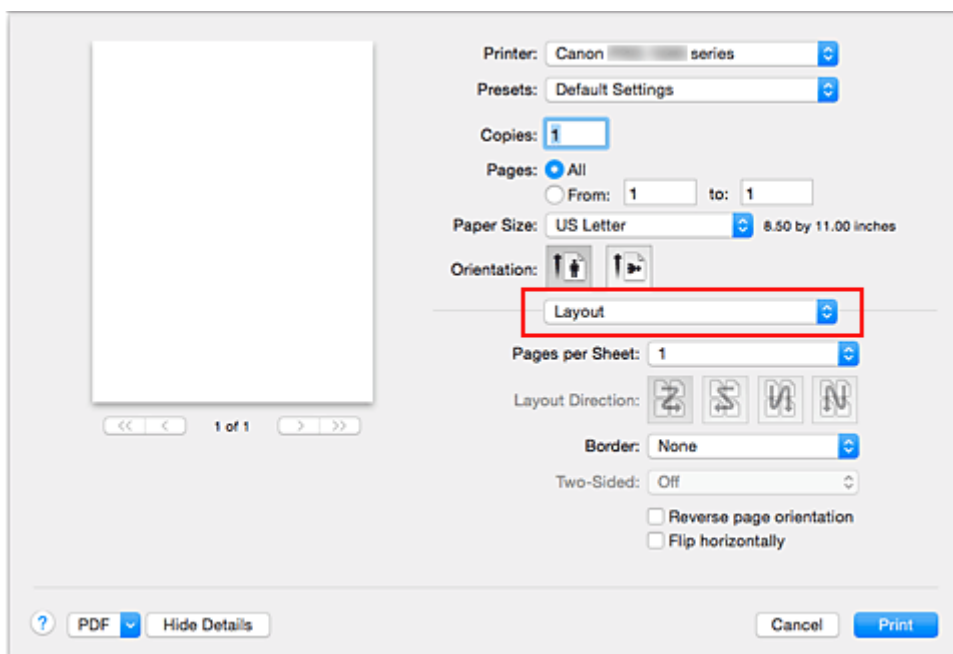 Printer: Canon series
Presets: Default Settings
Copies: 1
Pages: All
From: 1 to: 1
Paper Size: US Letter 8.50 by 11.00 inches
Orientation:
Layout
Pages per Sheet: 1
Layout Direction:
Border: None
Two-Sided: Off
Reverse page orientation
Flip horizontally
<< < 1 of 1 > >>
? PDF Hide Details Cancel Print